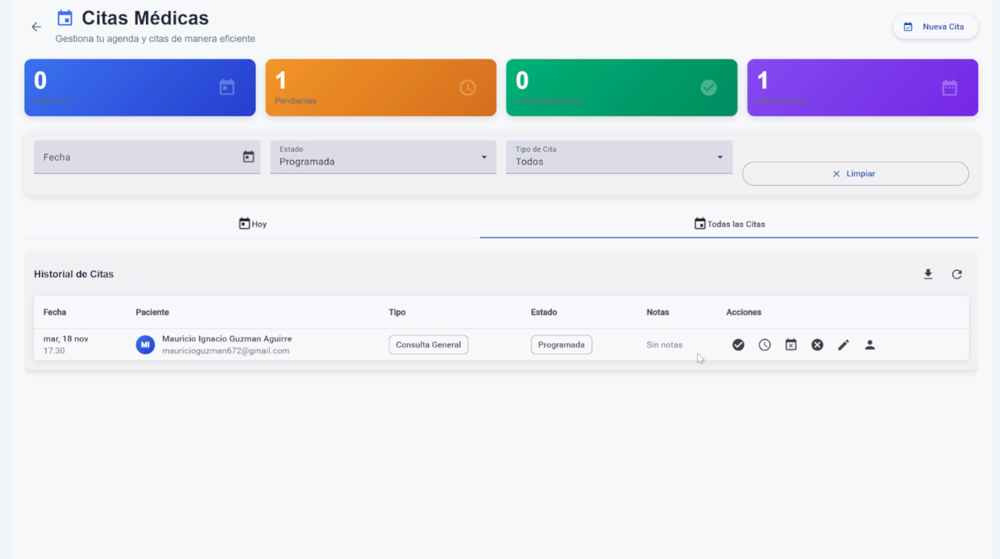 Citas Médicas
Gestiona tu agenda y citas de manera eficiente
Nueva Cita
0
1
Pendientes
0
Completadas Hoy
1
Esta Semana
Fecha
Estado
Programada
Tipo de Cita
Todos
Limpiar
Hoy
Todas las Citas
Historial de Citas
Fecha Paciente Tipo Estado Notas Acciones
mar, 18 nov
17:30
MI
Mauricio Ignacio Guzman Aguirre
mauricioguzman672@gmail.com
Consulta General
Programada
Sin notas